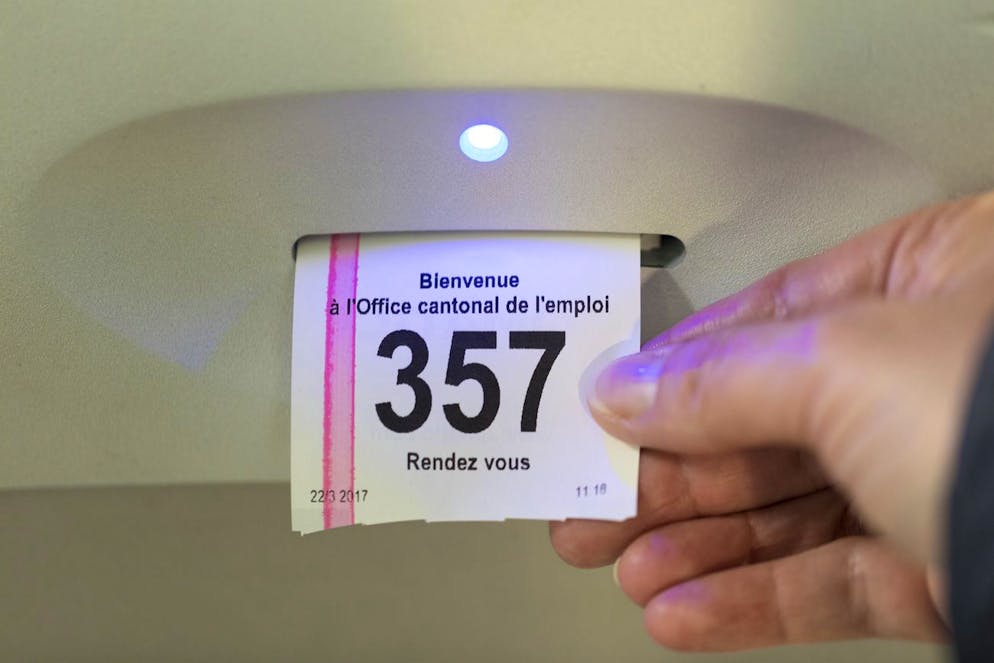 Bienvenue
à l'Office cantonal de l'emploi
357
Rendez vous
22/3 2017 11 16